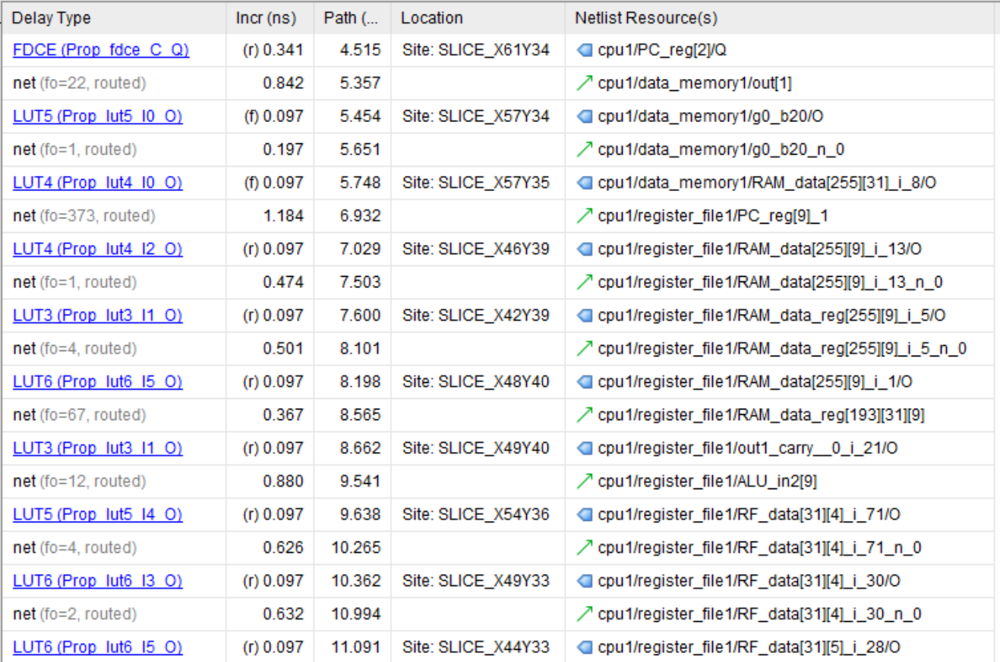 Delay Type Incr (ns) Path (... Location Netlist Resource(s)
FDCE (Prop_fdce_C_Q) (r) 0.341 4.515 Site: SLICE_X61Y34 cpu1/PC_reg[2]/Q
net (fo=22, routed) 0.842 5.357 cpu1/data_memory1/out[1]
LUT5 (Prop_lut5_I0_O) (f) 0.097 5.454 Site: SLICE_X57Y34 cpu1/data_memory1/g0_b20/O
net (fo=1, routed) 0.197 5.651 cpu1/data_memory1/g0_b20_n_0
LUT4 (Prop_lut4_I0_O) (f) 0.097 5.748 Site: SLICE_X57Y35 cpu1/data_memory1/RAM_data[255][31]_i_8/O
net (fo=373, routed) 1.184 6.932 cpu1/register_file1/PC_reg[9]_1
LUT4 (Prop_lut4_I2_O) (r) 0.097 7.029 Site: SLICE_X46Y39 cpu1/register_file1/RAM_data[255][9]_i_13/O
net (fo=1, routed) 0.474 7.503 cpu1/register_file1/RAM_data[255][9]_i_13_n_0
LUT3 (Prop_lut3_I1_O) (r) 0.097 7.600 Site: SLICE_X42Y39 cpu1/register_file1/RAM_data_reg[255][9]_i_5/O
net (fo=4, routed) 0.501 8.101 cpu1/register_file1/RAM_data_reg[255][9]_i_5_n_0
LUT6 (Prop_lut6_I5_O) (r) 0.097 8.198 Site: SLICE_X48Y40 cpu1/register_file1/RAM_data[255][9]_i_1/O
net (fo=67, routed) 0.367 8.565 cpu1/register_file1/RAM_data_reg[193][31][9]
LUT3 (Prop_lut3_I1_O) (r) 0.097 8.662 Site: SLICE_X49Y40 cpu1/register_file1/out1_carry__0_i_21/O
net (fo=12, routed) 0.880 9.541 cpu1/register_file1/ALU_in2[9]
LUT5 (Prop_lut5_I4_O) (r) 0.097 9.638 Site: SLICE_X54Y36 cpu1/register_file1/RF_data[31][4]_i_71/O
net (fo=4, routed) 0.626 10.265 cpu1/register_file1/RF_data[31][4]_i_71_n_0
LUT6 (Prop_lut6_I3_O) (r) 0.097 10.362 Site: SLICE_X49Y33 cpu1/register_file1/RF_data[31][4]_i_30/O
net (fo=2, routed) 0.632 10.994 cpu1/register_file1/RF_data[31][4]_i_30_n_0
LUT6 (Prop_lut6_I5_O) (r) 0.097 11.091 Site: SLICE_X44Y33 cpu1/register_file1/RF_data[31][5]_i_28/O